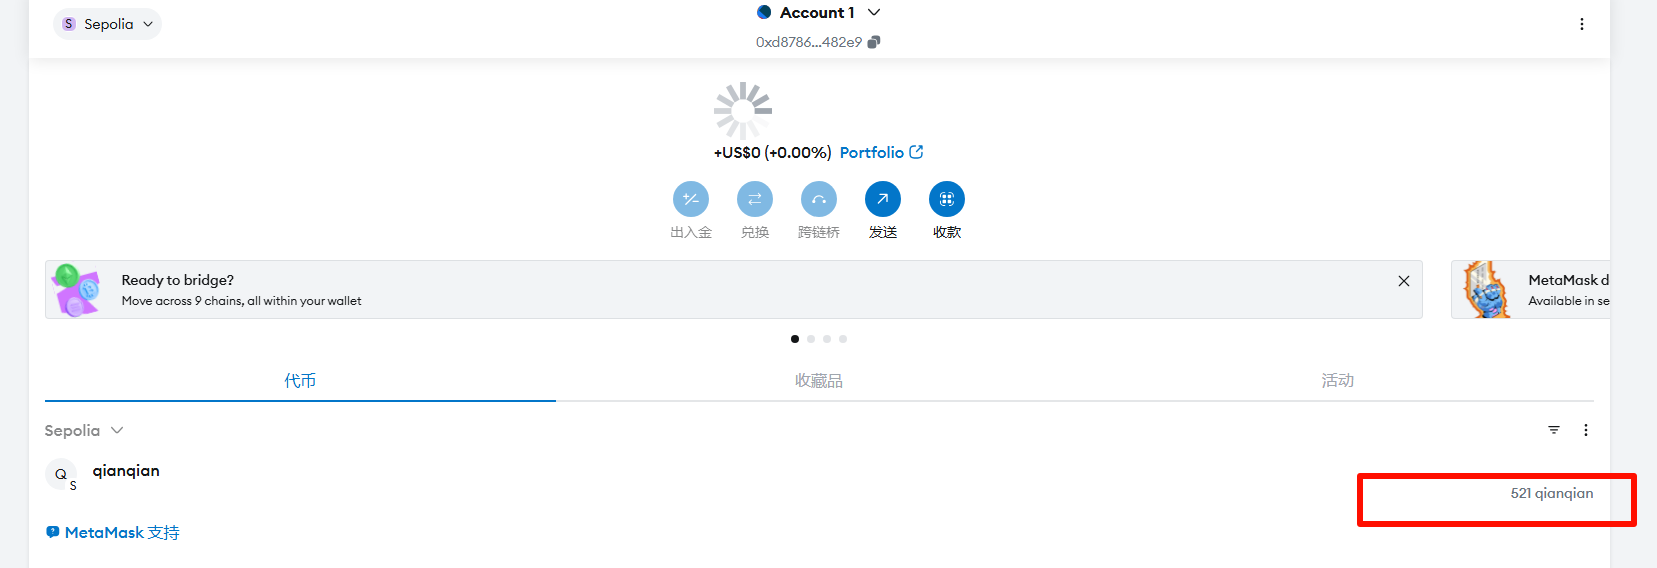 S Sepolia
Account 1
0xd8786...482e9
+US$0 (+0.00%) Portfolio
出入金 兑换 跨链桥 发送 收款
Ready to bridge?
Move across 9 chains, all within your wallet
MetaMask d
Available in se
代币 收藏品 活动
Sepolia
Q S qianqian
521 qianqian
MetaMask 支持